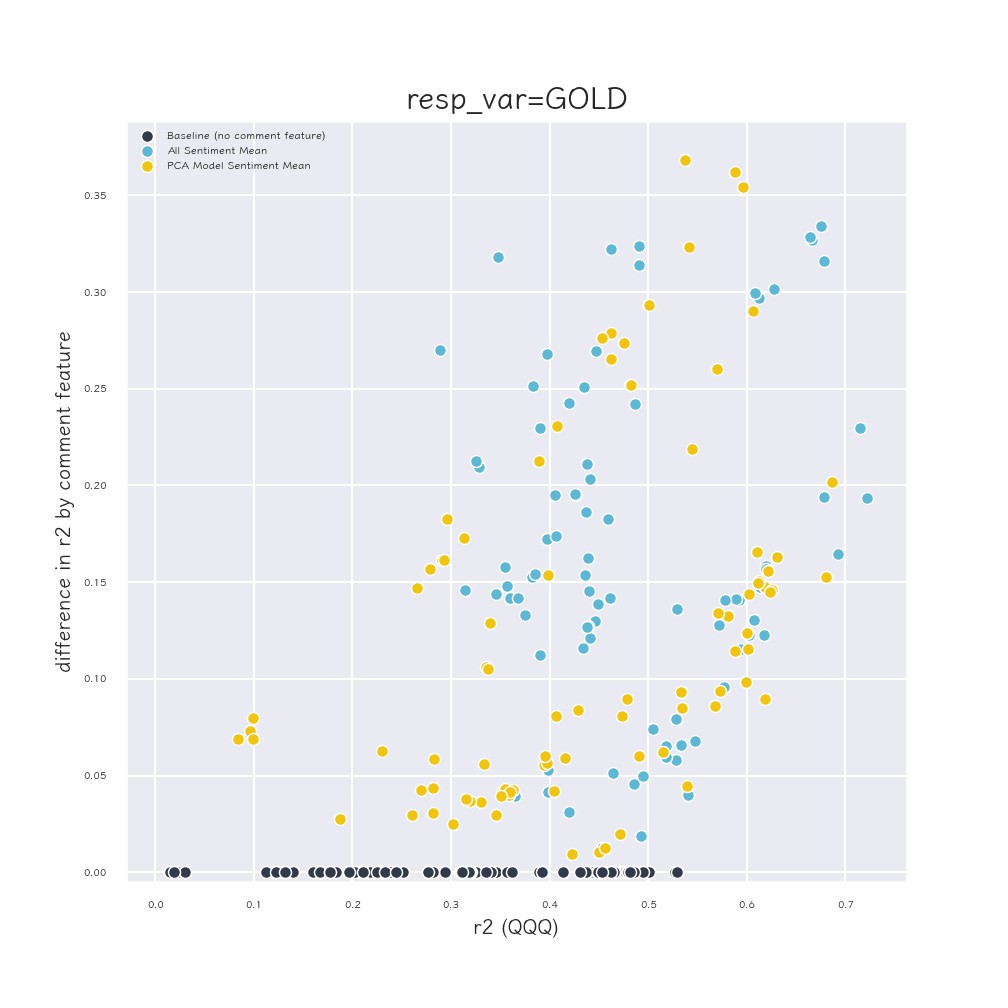 resp_var=GOLD
Baseline (no comment feature)
All Sentiment Mean
PCA Model Sentiment Mean
difference in r2 by comment feature
0.35
0.30
0.25
0.20
0.15
0.10
0.05
0.00
0.0 0.1 0.2 0.3 0.4 0.5 0.6 0.7
r2 (QQQ)